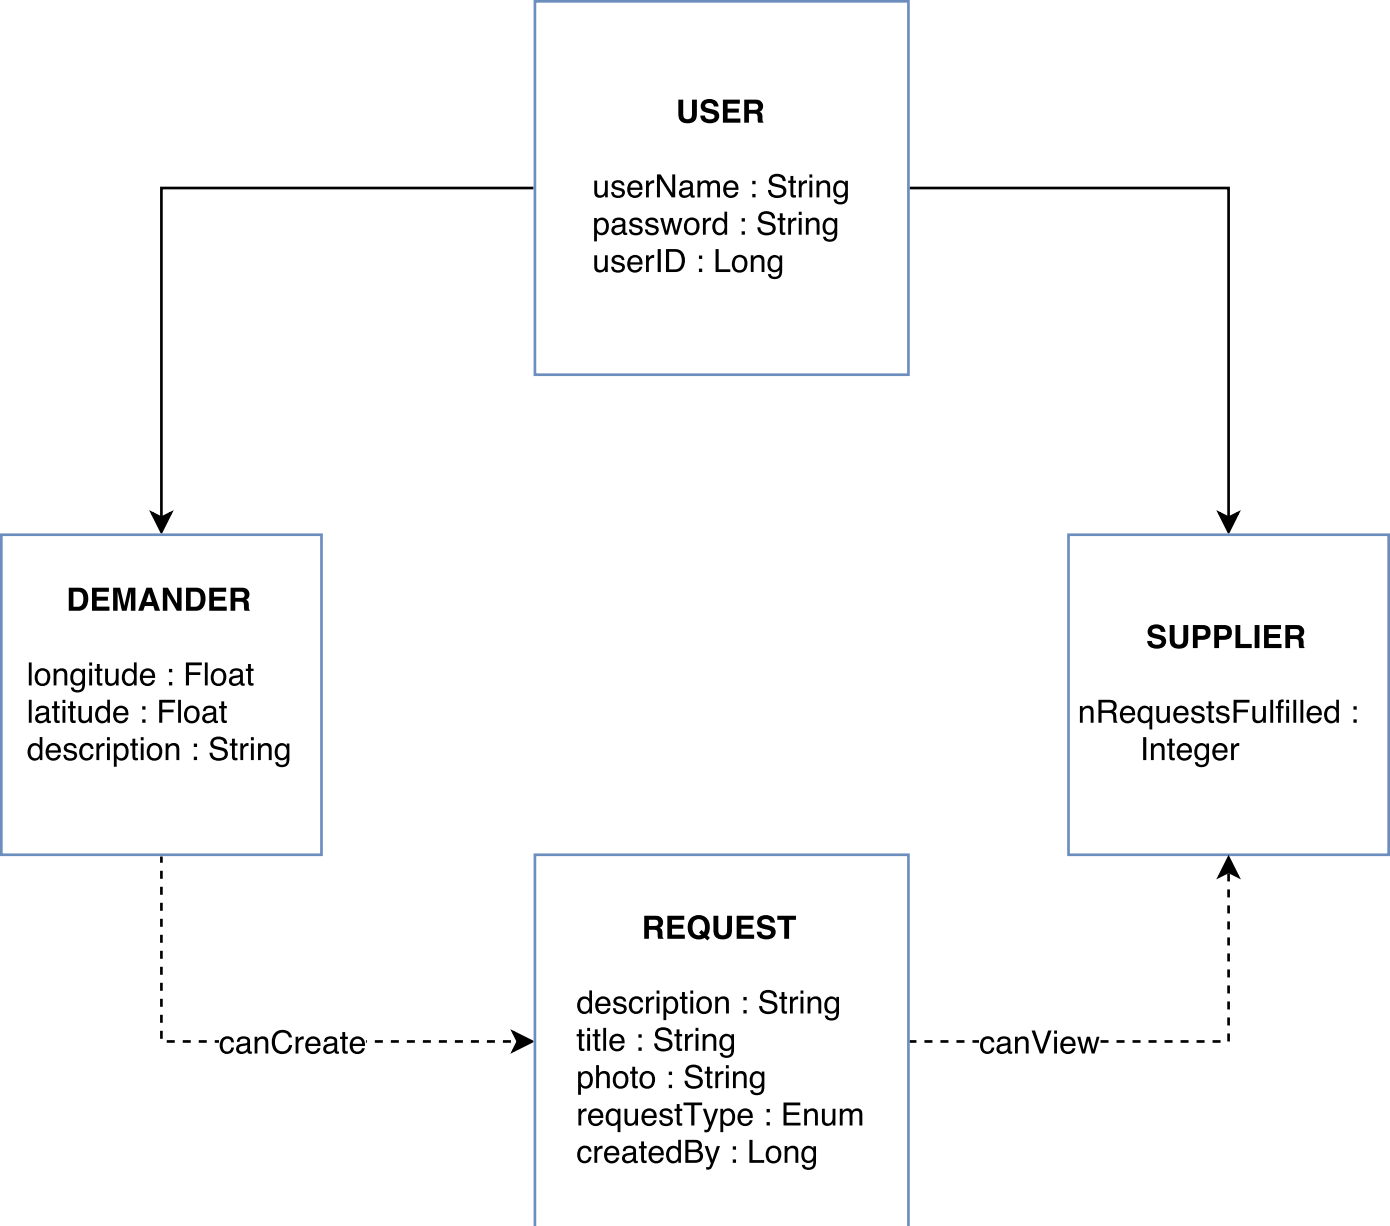 USER
userName : String
password : String
userID : Long
DEMANDER
longitude : Float
latitude : Float
description : String
SUPPLIER
nRequestsFulfilled :
Integer
REQUEST
description : String
title : String
photo : String
requestType : Enum
createdBy : Long
canCreate
canView